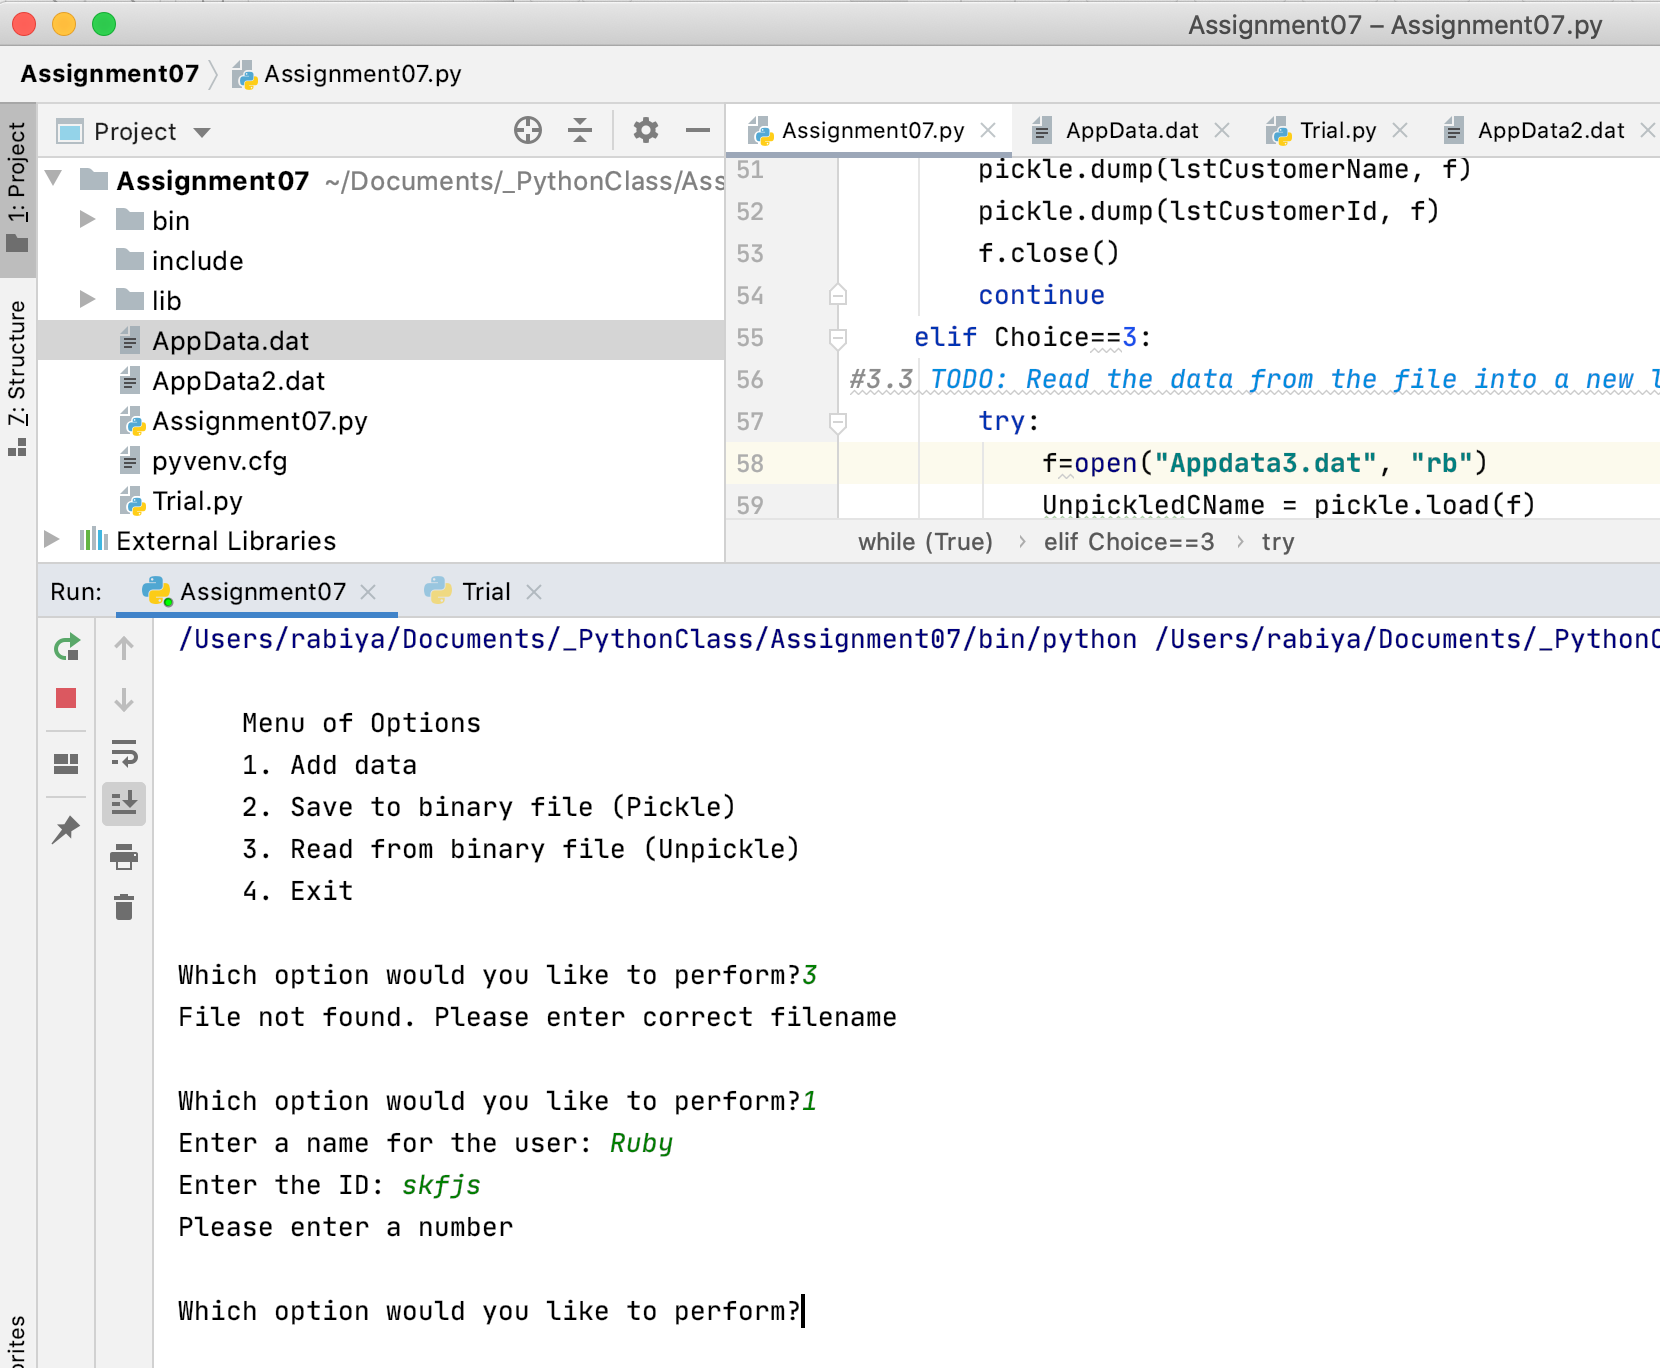 Assignment07 – Assignment07.py
Assignment07 Assignment07.py
1: Project
Z: Structure
Project
Assignment07 ~/Documents/_PythonClass/Ass
bin
include
lib
AppData.dat
AppData2.dat
Assignment07.py
pyvenv.cfg
Trial.py
External Libraries
Assignment07.py AppData.dat Trial.py AppData2.dat
51 pickle.dump(lstCustomerName, f)
52 pickle.dump(lstCustomerId, f)
53 f.close()
54 continue
55 elif Choice==3:
56 #3.3 TODO: Read the data from the file into a new l
57 try:
58 f=open("Appdata3.dat", "rb")
59 UnpickledCName = pickle.load(f)
while (True) › elif Choice==3 › try
Run: Assignment07 Trial
/Users/rabiya/Documents/_PythonClass/Assignment07/bin/python /Users/rabiya/Documents/_PythonC
Menu of Options
1. Add data
2. Save to binary file (Pickle)
3. Read from binary file (Unpickle)
4. Exit
Which option would you like to perform?3
File not found. Please enter correct filename
Which option would you like to perform?1
Enter a name for the user: Ruby
Enter the ID: skfjs
Please enter a number
Which option would you like to perform?